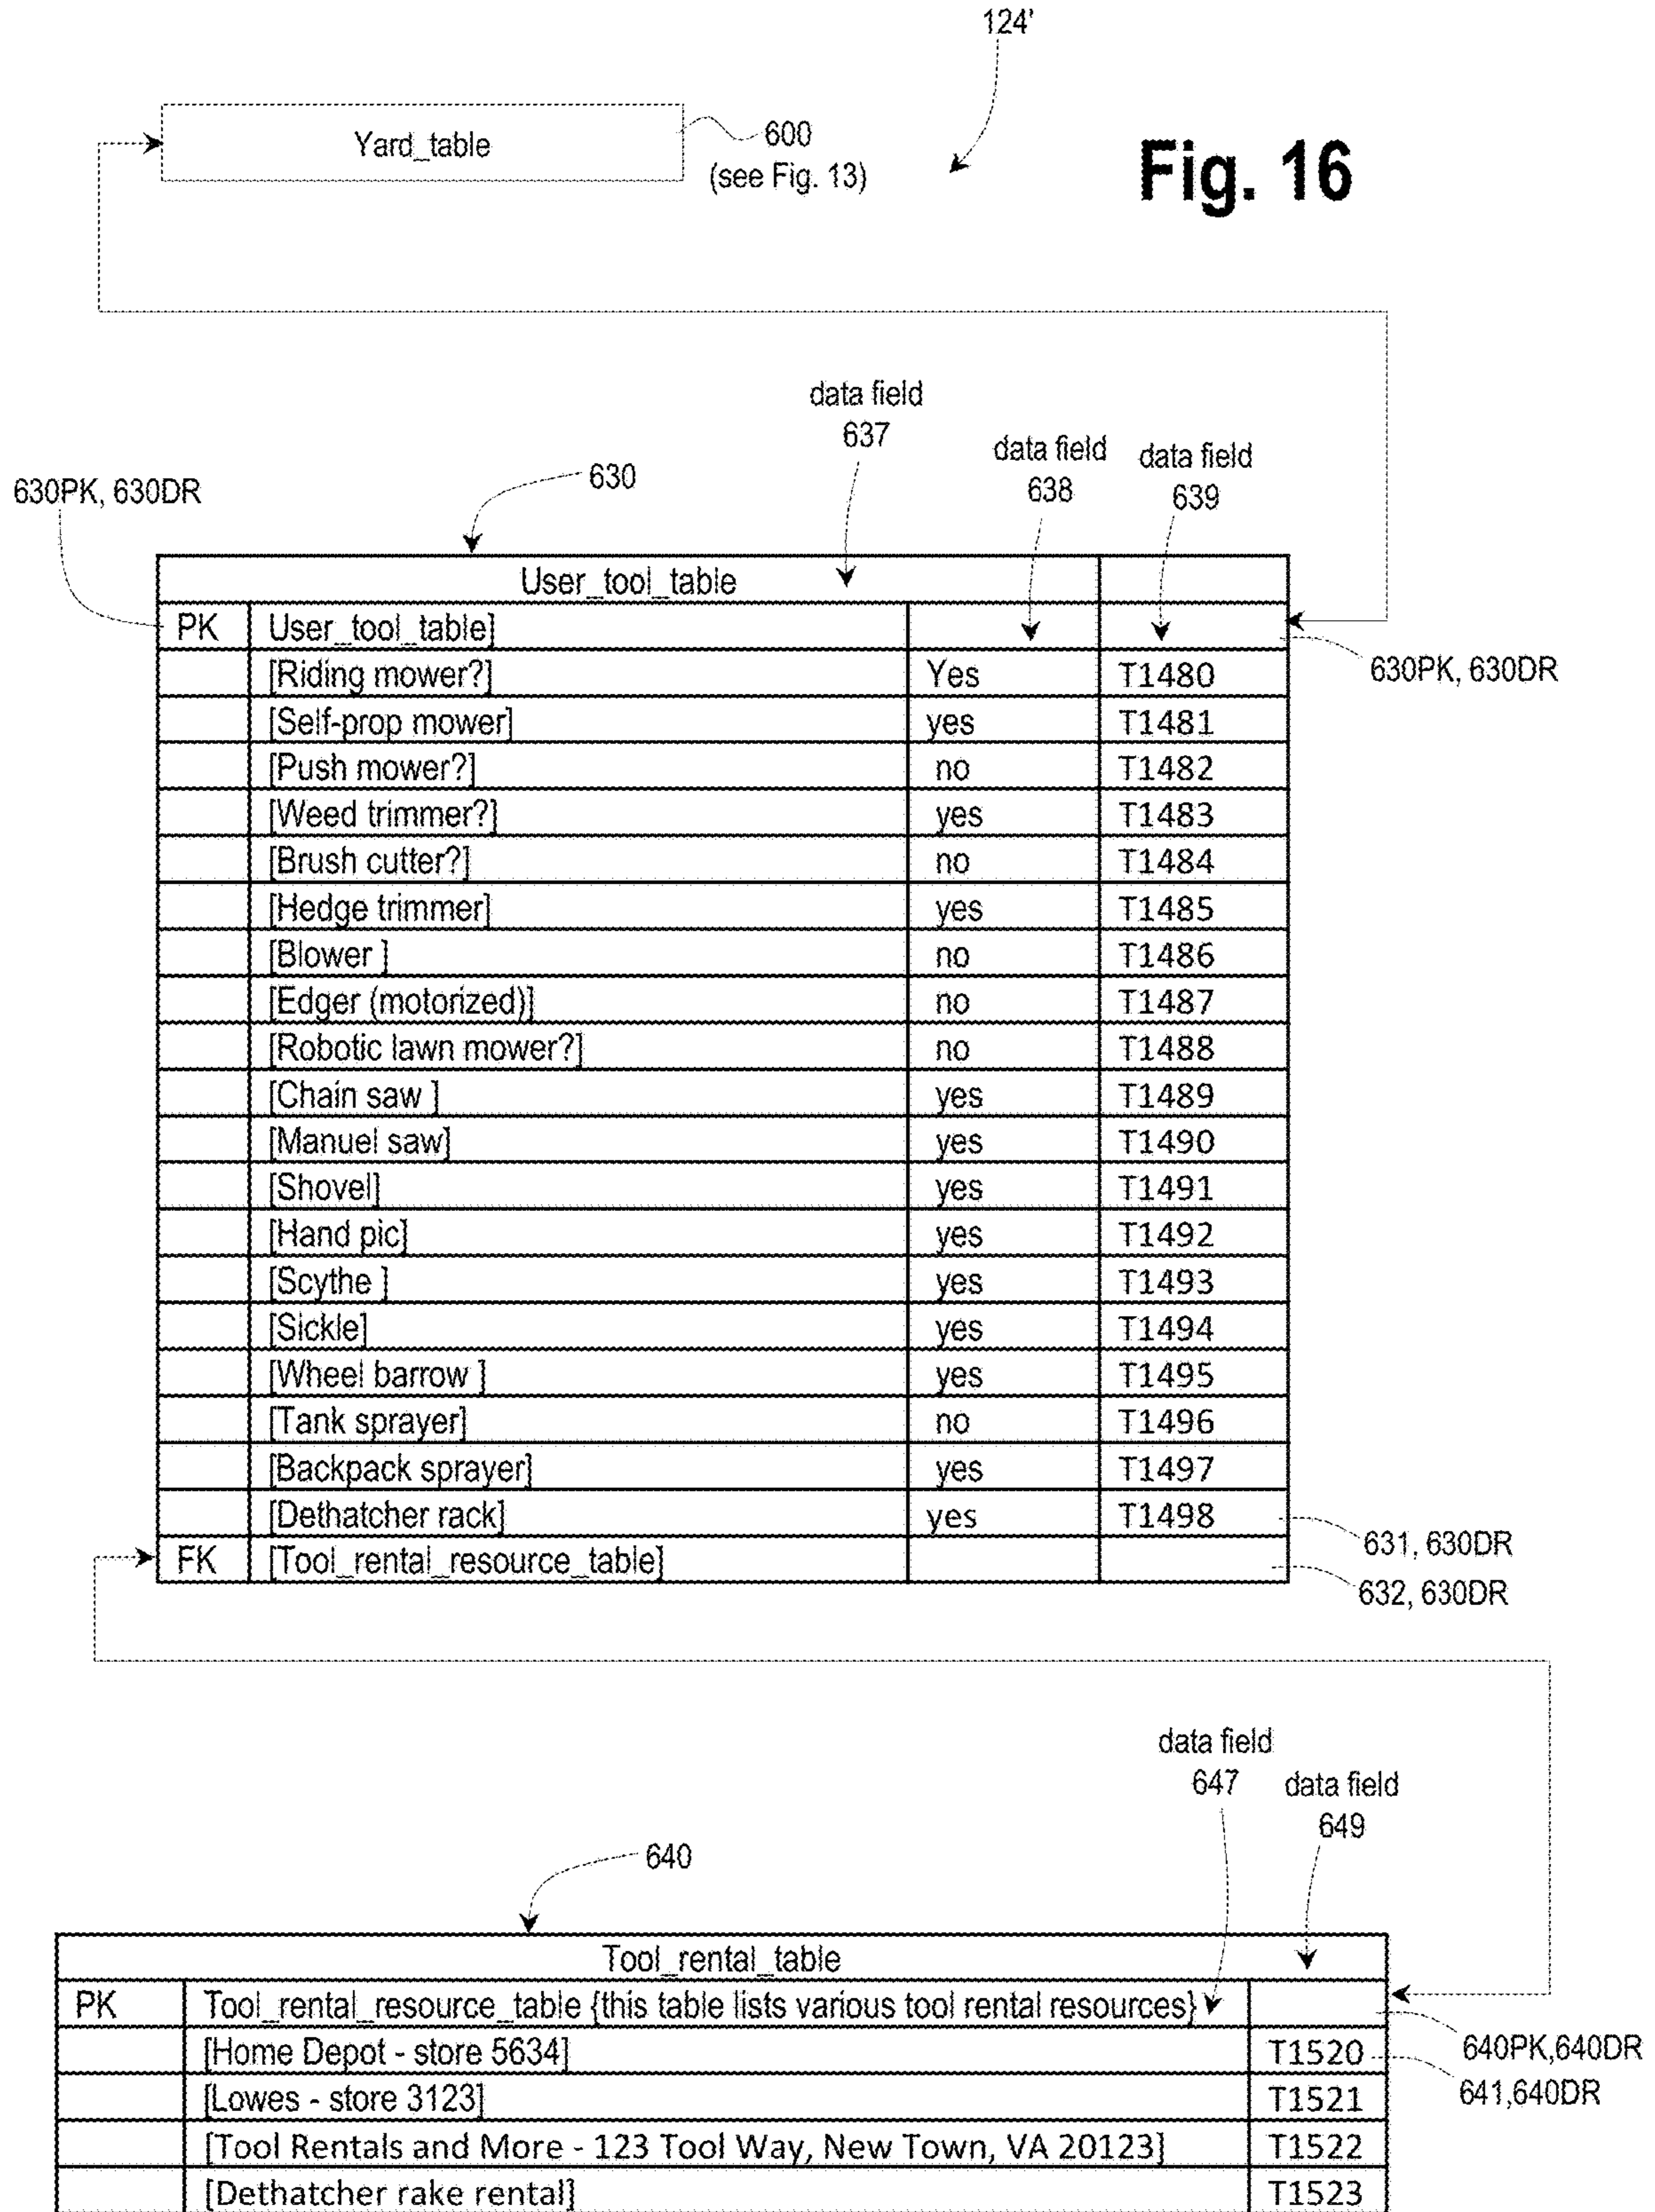 124'
Yard_table
600
(see Fig. 13)
Fig. 16
data field
637
data field
638
data field
639
630
630PK, 630DR
User_tool_table
PK User_tool_table]
630PK, 630DR
[Riding mower?] Yes T1480
[Self-prop mower] yes T1481
[Push mower?] no T1482
[Weed trimmer?] yes T1483
[Brush cutter?] no T1484
[Hedge trimmer] yes T1485
[Blower ] no T1486
[Edger (motorized)] no T1487
[Robotic lawn mower?] no T1488
[Chain saw ] yes T1489
[Manuel saw] yes T1490
[Shovel] yes T1491
[Hand pic] yes T1492
[Scythe ] yes T1493
[Sickle] yes T1494
[Wheel barrow ] yes T1495
[Tank sprayer] no T1496
[Backpack sprayer] yes T1497
[Dethatcher rack] yes T1498
631, 630DR
FK [Tool_rental_resource_table]
632, 630DR
data field
647
data field
649
640
Tool_rental_table
PK Tool_rental_resource_table {this table lists various tool rental resources}
640PK,640DR
[Home Depot - store 5634] T1520
641,640DR
[Lowes - store 3123] T1521
[Tool Rentals and More - 123 Tool Way, New Town, VA 20123] T1522
[Dethatcher rake rental] T1523